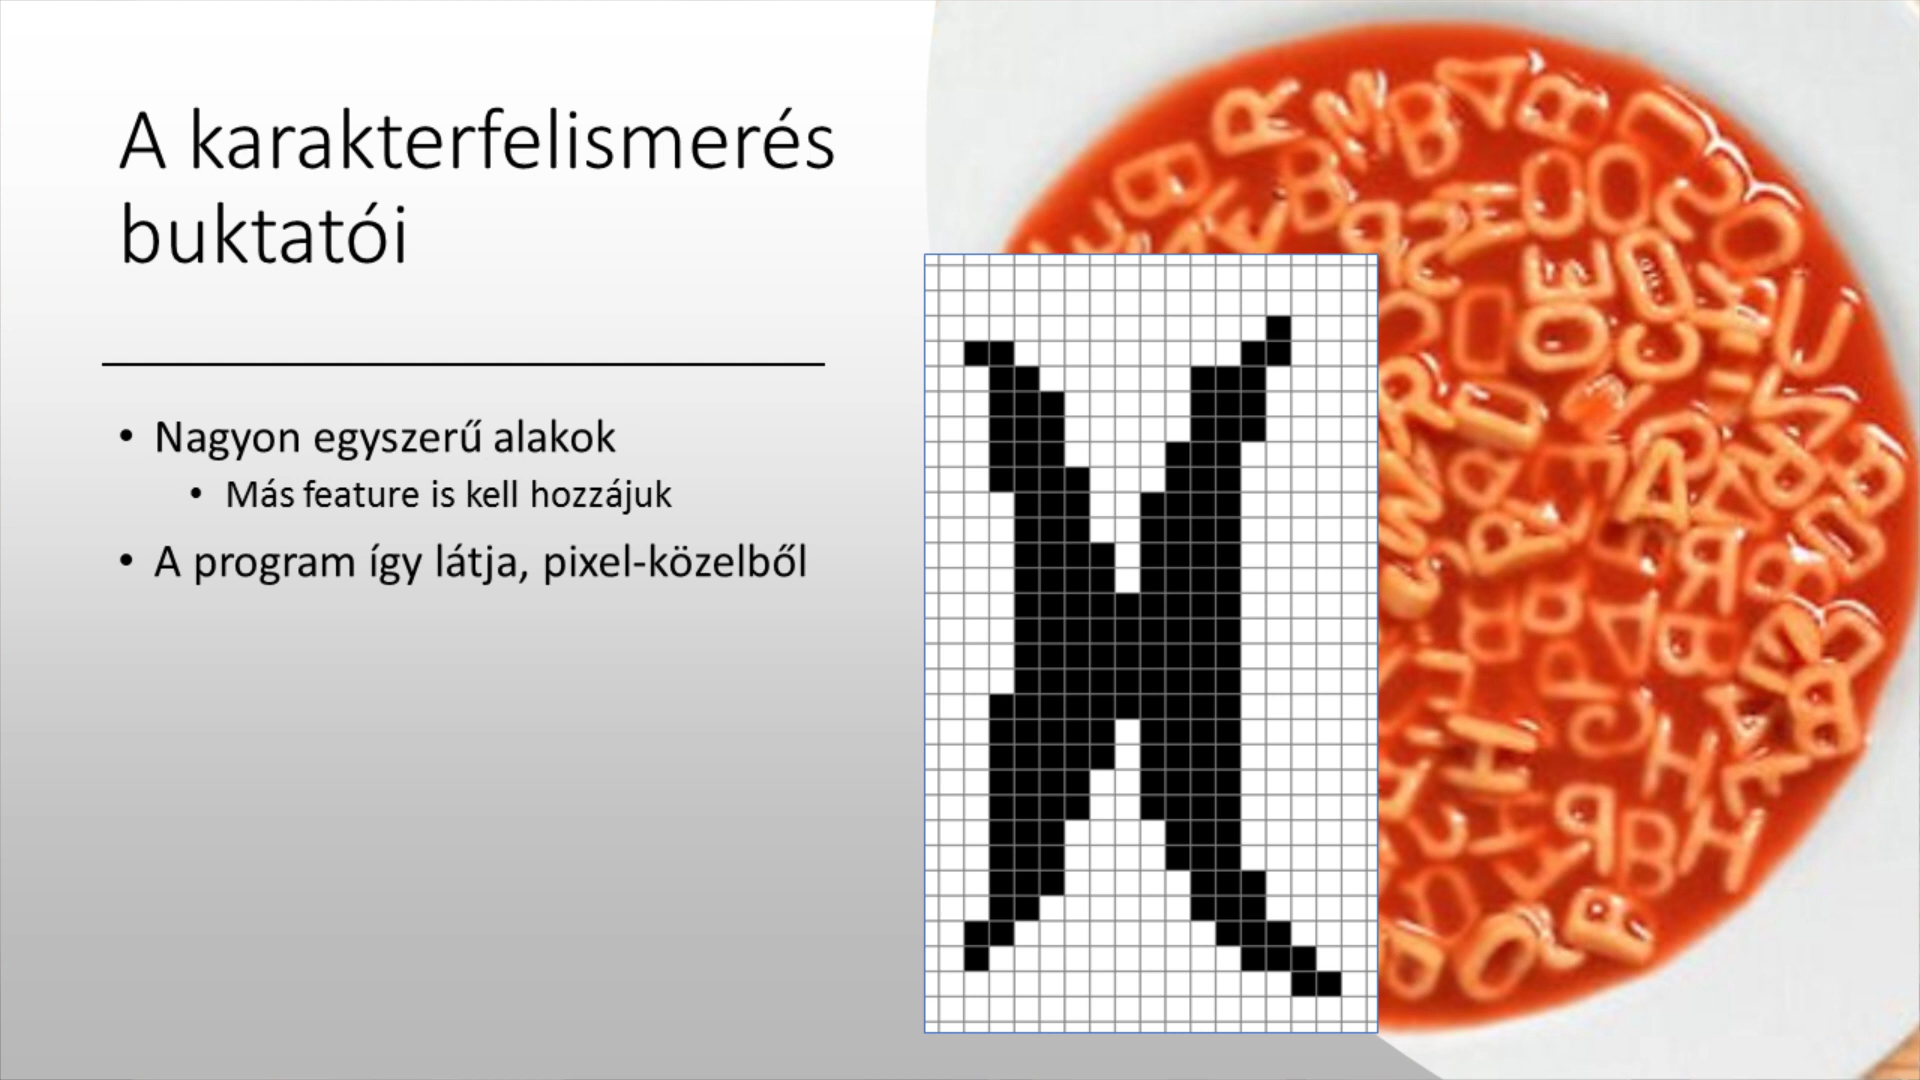 A karakterfelismerés
buktatói
• Nagyon egyszerű alakok
• Más feature is kell hozzájuk
• A program így látja, pixel-közelből